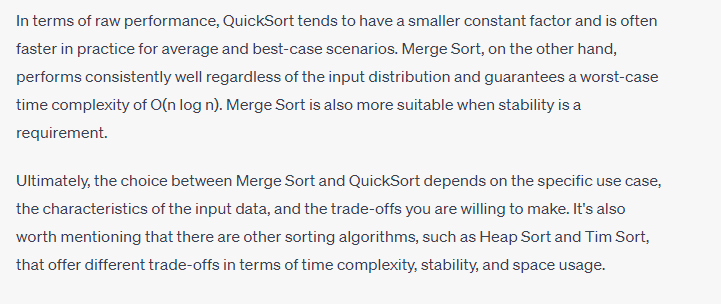 In terms of raw performance, QuickSort tends to have a smaller constant factor and is often
faster in practice for average and best-case scenarios. Merge Sort, on the other hand,
performs consistently well regardless of the input distribution and guarantees a worst-case
time complexity of O(n log n). Merge Sort is also more suitable when stability is a
requirement.
Ultimately, the choice between Merge Sort and QuickSort depends on the specific use case,
the characteristics of the input data, and the trade-offs you are willing to make. It's also
worth mentioning that there are other sorting algorithms, such as Heap Sort and Tim Sort,
that offer different trade-offs in terms of time complexity, stability, and space usage.